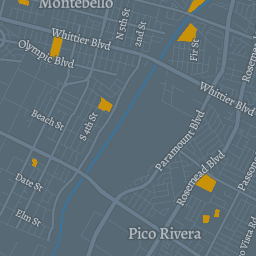 Montebello
N 5th St
2nd St
Whittier Blvd
Fir St
Olympic Blvd
Rosemead
Whittier Blvd
Beach St
S 4th St
Paramount Blvd
Rosemead Blvd
Date St
Elm St
Pico Rivera
Vista Rd